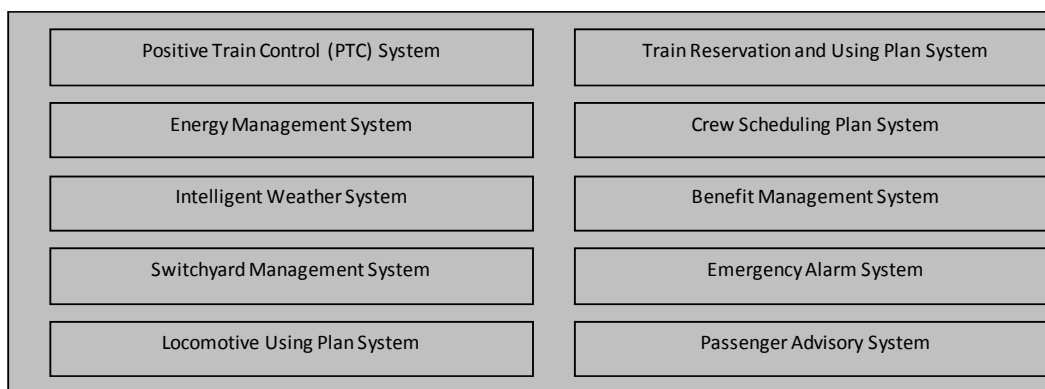 Positive Train Control (PTC) System
Train Reservation and Using Plan System
Energy Management System
Crew Scheduling Plan System
Intelligent Weather System
Benefit Management System
Switchyard Management System
Emergency Alarm System
Locomotive Using Plan System
Passenger Advisory System